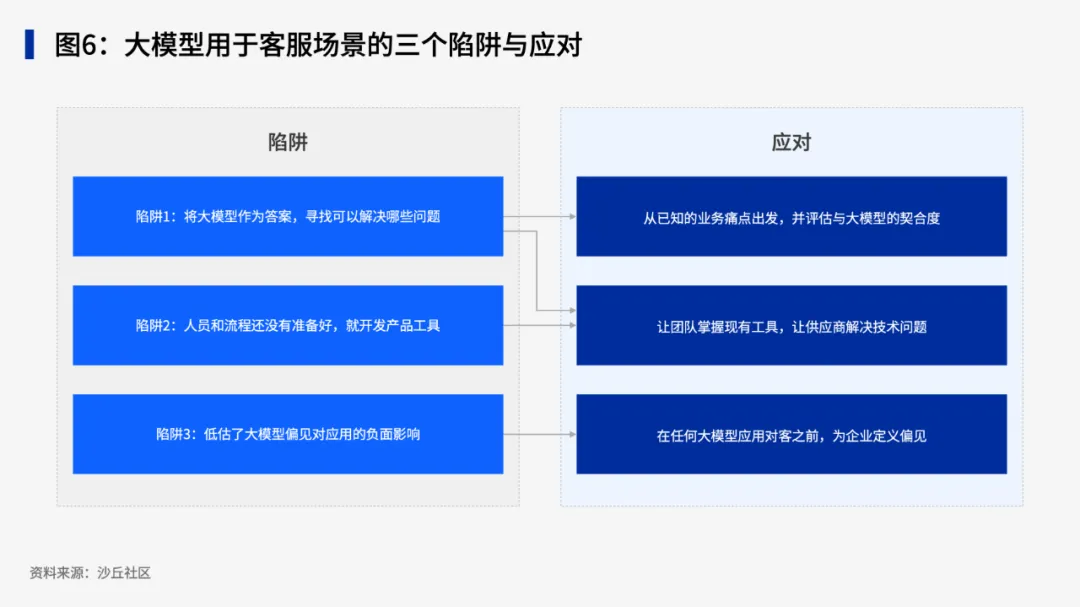 图6：大模型用于客服场景的三个陷阱与应对
陷阱
陷阱1：将大模型作为答案，寻找可以解决哪些问题
陷阱2：人员和流程还没有准备好，就开发产品工具
陷阱3：低估了大模型偏见对应用的负面影响
应对
从已知的业务痛点出发，并评估与大模型的契合度
让团队掌握现有工具，让供应商解决技术问题
在任何大模型应用对客之前，为企业定义偏见
资料来源：沙丘社区